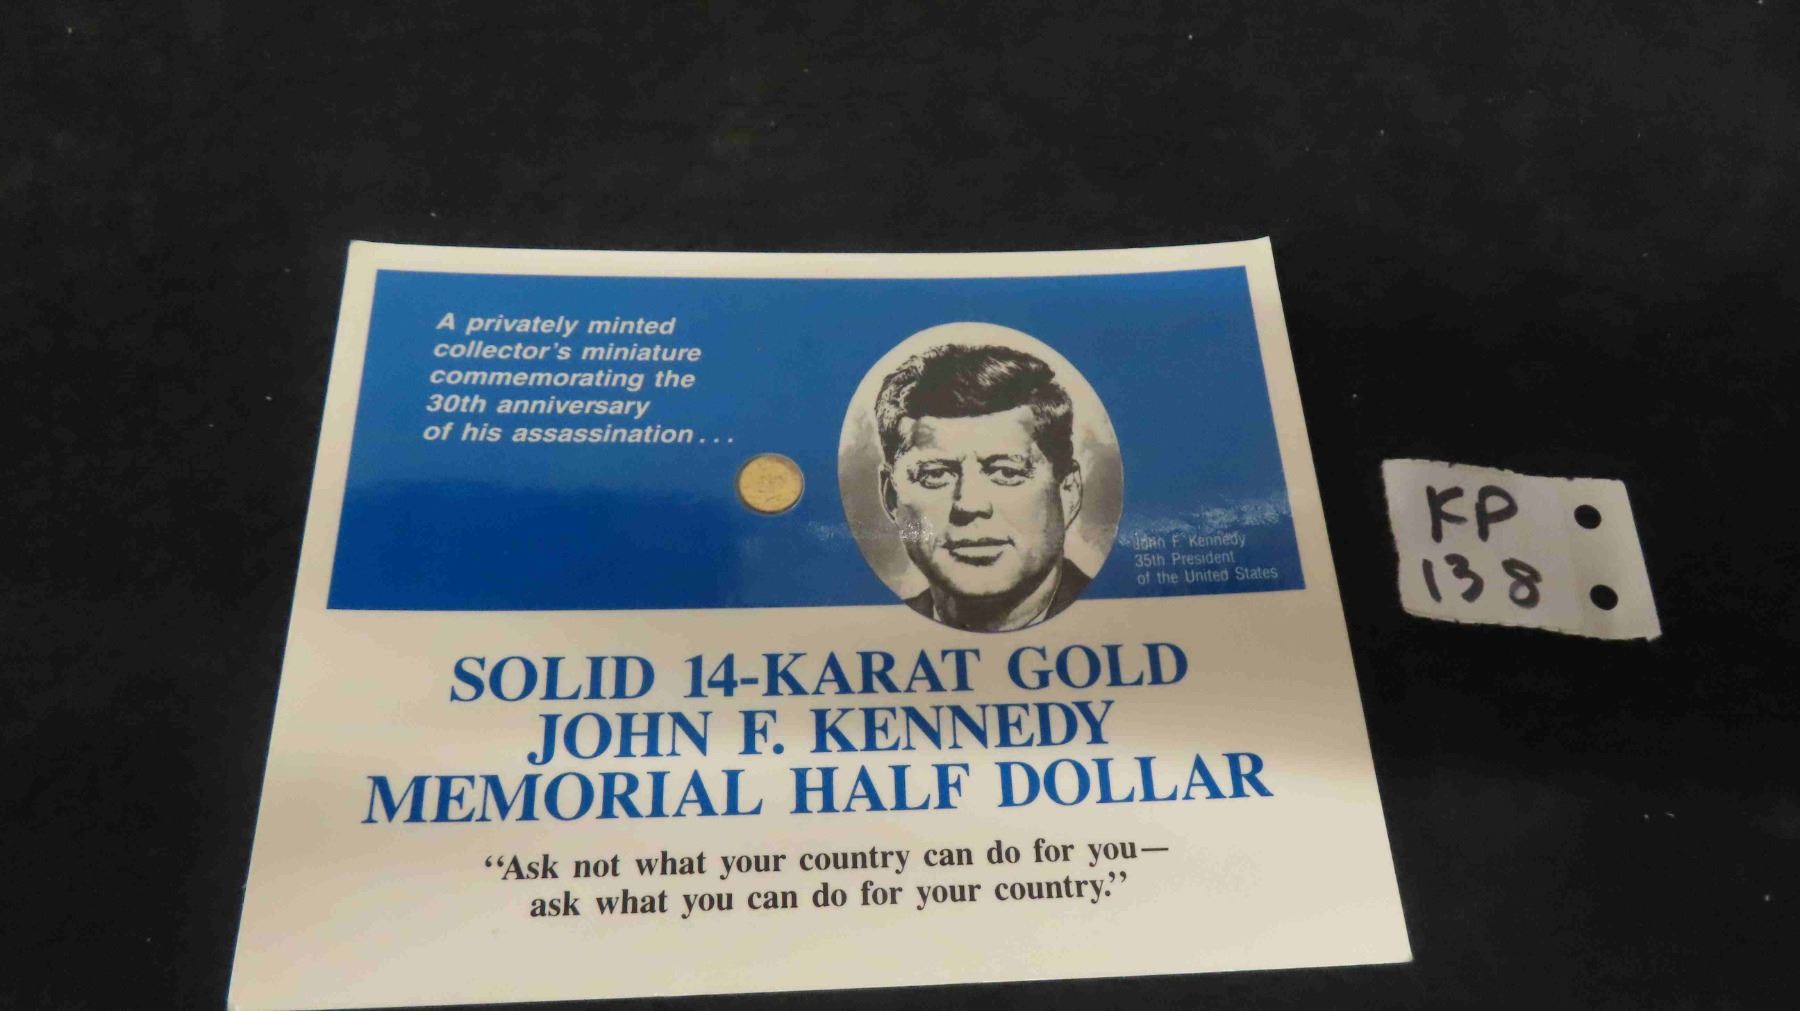 A privately minted
collector's miniature
commemorating the
30th anniversary
of his assassination...
John F. Kennedy
35th President
of the United States
SOLID 14-KARAT GOLD
JOHN F. KENNEDY
MEMORIAL HALF DOLLAR
“Ask not what your country can do for you—
ask what you can do for your country.”
KP
138